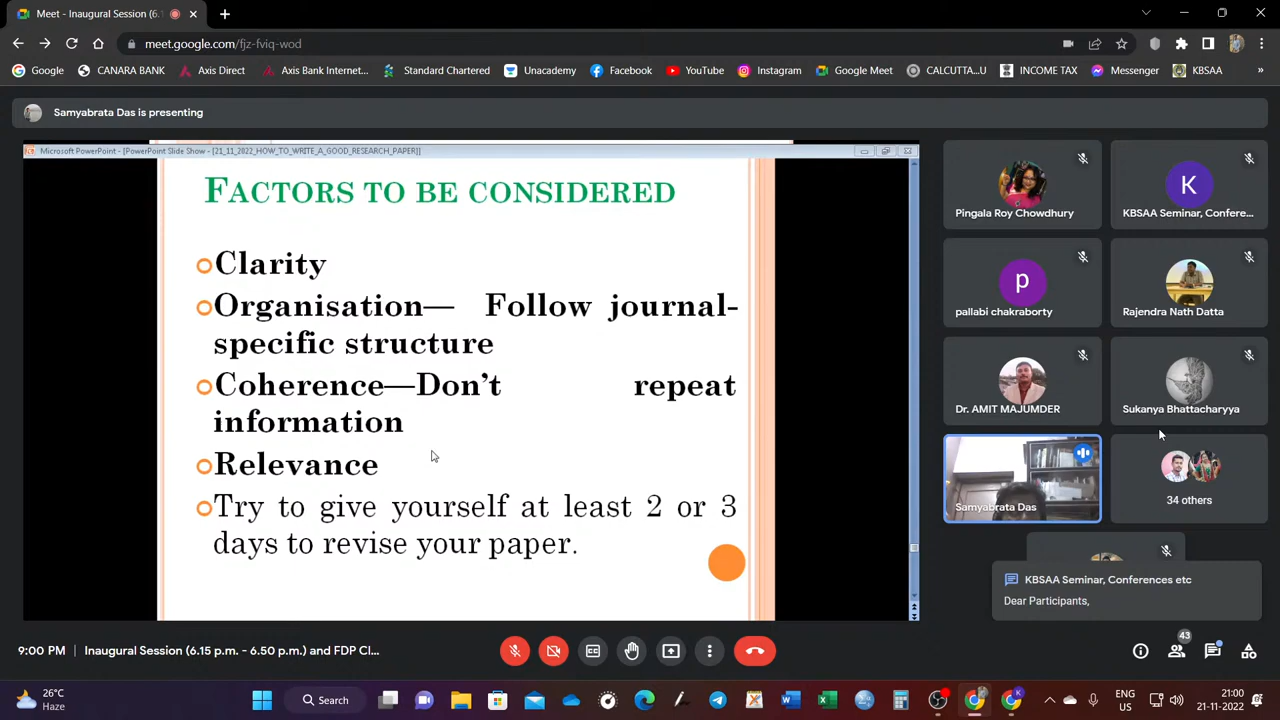 Meet - Inaugural Session (6.1
meet.google.com/fjz-fviq-wod
Google
CANARA BANK
Axis Direct
Axis Bank Internet...
Standard Chartered
Unacademy
Facebook
YouTube
Instagram
Google Meet
CALCUTTA...U
INCOME TAX
Messenger
KBSAA
»
Samyabrata Das is presenting
Microsoft PowerPoint - [PowerPoint Slide Show - [21_11_2022_HOW_TO_WRITE_A_GOOD_RESEARCH_PAPER]]
FACTORS TO BE CONSIDERED
Clarity
Organisation— Follow journal-
specific structure
Coherence—Don't repeat
information
Relevance
Try to give yourself at least 2 or 3
days to revise your paper.
Pingala Roy Chowdhury
K
KBSAA Seminar, Confere...
p
pallabi chakraborty
Rajendra Nath Datta
Dr. AMIT MAJUMDER
Sukanya Bhattacharyya
Samyabrata Das
34 others
KBSAA Seminar, Conferences etc
Dear Participants,
9:00 PM | Inaugural Session (6.15 p.m. - 6.50 p.m.) and FDP Cl...
43
26°C
Haze
Search
ENG
US
21:00
21-11-2022